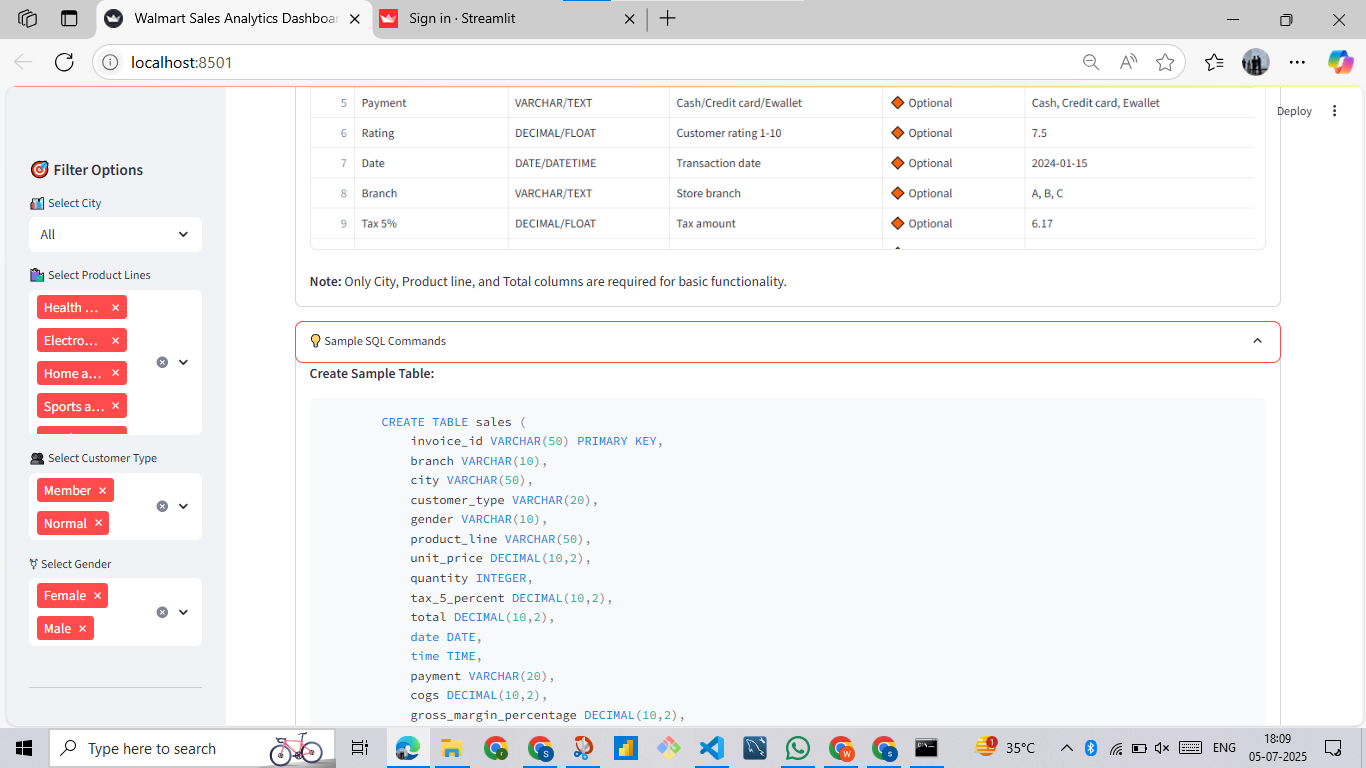 Walmart Sales Analytics Dashboar
Sign in · Streamlit
localhost:8501
Deploy
🎯 Filter Options
Select City
All
Select Product Lines
Health ... ×
Electro... ×
Home a... ×
Sports a... ×
Select Customer Type
Member ×
Normal ×
Select Gender
Female ×
Male ×
5 Payment VARCHAR/TEXT Cash/Credit card/Ewallet 🔶 Optional Cash, Credit card, Ewallet
6 Rating DECIMAL/FLOAT Customer rating 1-10 🔶 Optional 7.5
7 Date DATE/DATETIME Transaction date 🔶 Optional 2024-01-15
8 Branch VARCHAR/TEXT Store branch 🔶 Optional A, B, C
9 Tax 5% DECIMAL/FLOAT Tax amount 🔶 Optional 6.17
Note: Only City, Product line, and Total columns are required for basic functionality.
💡 Sample SQL Commands
Create Sample Table:
CREATE TABLE sales (
invoice_id VARCHAR(50) PRIMARY KEY,
branch VARCHAR(10),
city VARCHAR(50),
customer_type VARCHAR(20),
gender VARCHAR(10),
product_line VARCHAR(50),
unit_price DECIMAL(10,2),
quantity INTEGER,
tax_5_percent DECIMAL(10,2),
total DECIMAL(10,2),
date DATE,
time TIME,
payment VARCHAR(20),
cogs DECIMAL(10,2),
gross_margin_percentage DECIMAL(10,2),
Type here to search
1
35°C
ENG
18:09
05-07-2025